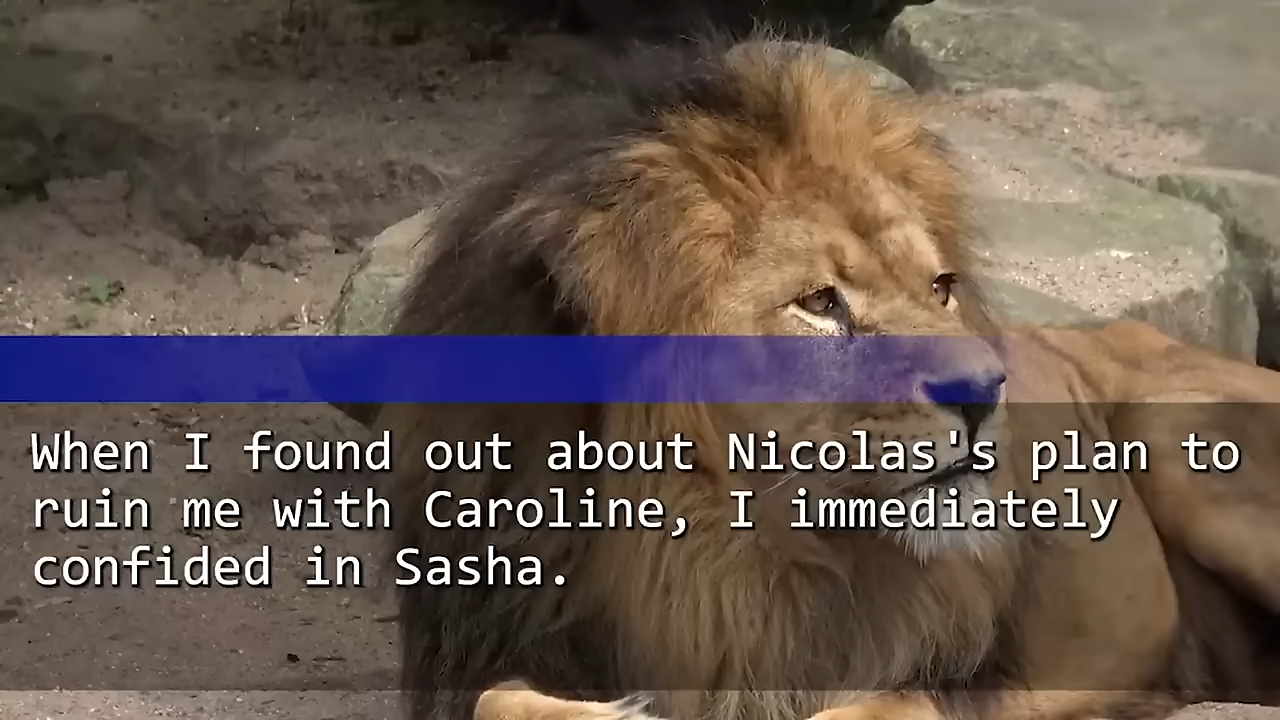 When I found out about Nicolas's plan to
ruin me with Caroline, I immediately
confided in Sasha.